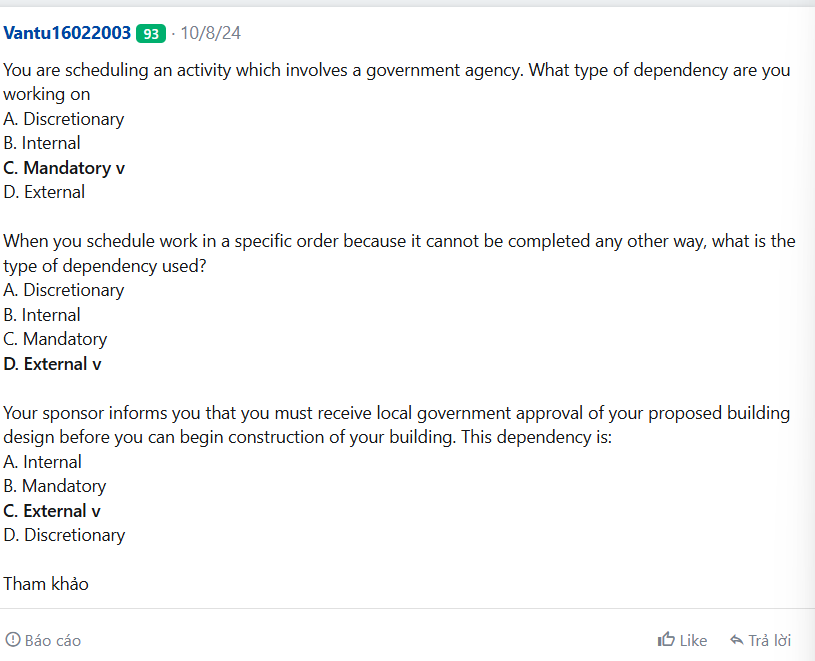 Vantu16022003 93 · 10/8/24
You are scheduling an activity which involves a government agency. What type of dependency are you
working on
A. Discretionary
B. Internal
C. Mandatory v
D. External
When you schedule work in a specific order because it cannot be completed any other way, what is the
type of dependency used?
A. Discretionary
B. Internal
C. Mandatory
D. External v
Your sponsor informs you that you must receive local government approval of your proposed building
design before you can begin construction of your building. This dependency is:
A. Internal
B. Mandatory
C. External v
D. Discretionary
Tham khảo
Báo cáo Like Trả lời